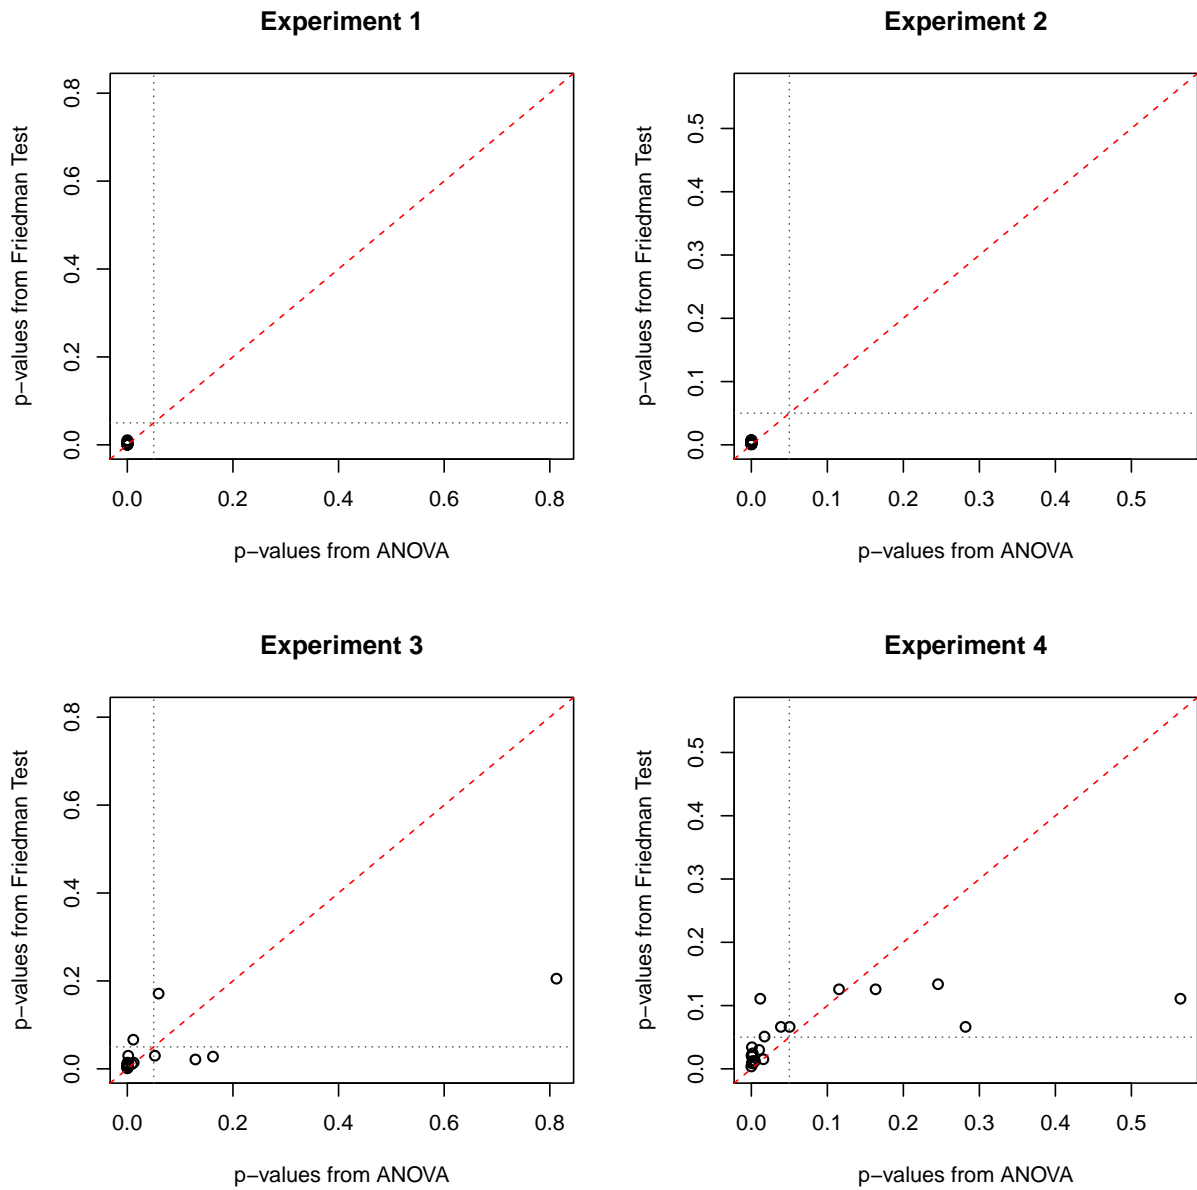 Experiment 1
p−values from Friedman Test
0.8
0.6
0.4
0.2
0.0
0.0 0.2 0.4 0.6 0.8
p−values from ANOVA
Experiment 2
p−values from Friedman Test
0.5
0.4
0.3
0.2
0.1
0.0
0.0 0.1 0.2 0.3 0.4 0.5
p−values from ANOVA
Experiment 3
p−values from Friedman Test
0.8
0.6
0.4
0.2
0.0
0.0 0.2 0.4 0.6 0.8
p−values from ANOVA
Experiment 4
p−values from Friedman Test
0.5
0.4
0.3
0.2
0.1
0.0
0.0 0.1 0.2 0.3 0.4 0.5
p−values from ANOVA